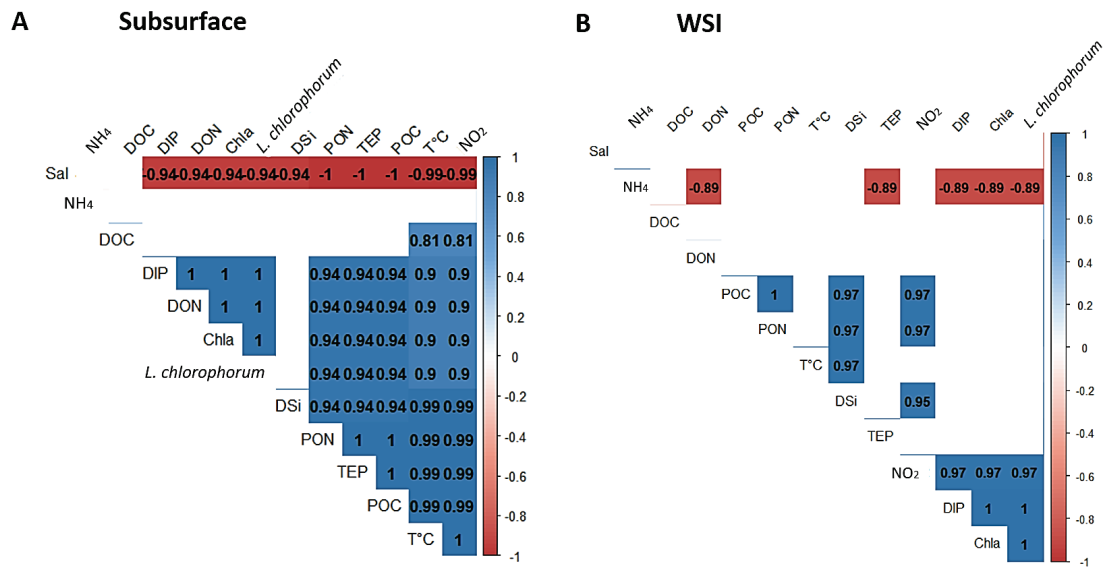 A Subsurface
NH₄ DOC DIP DON Chla L. chlorophorum DSi PON TEP POC T°C NO₂
Sal -0.94 -0.94 -0.94 -0.94 -0.94 -1 -1 -1 -0.99 -0.99
NH₄
DOC 0.81 0.81
DIP 1 1 1 0.94 0.94 0.94 0.9 0.9
DON 1 1 0.94 0.94 0.94 0.9 0.9
Chla 1 0.94 0.94 0.94 0.9 0.9
L. chlorophorum 0.94 0.94 0.94 0.9 0.9
DSi 0.94 0.94 0.94 0.99 0.99
PON 1 1 0.99 0.99
TEP 1 0.99 0.99
POC 0.99 0.99
T°C 1
1
0.8
0.6
0.4
0.2
0
-0.2
-0.4
-0.6
-0.8
-1
B WSI
NH₄ DOC DON POC PON T°C DSi TEP NO₂ DIP Chla L. chlorophorum
Sal
NH₄ -0.89 -0.89 -0.89 -0.89 -0.89
DOC
DON
POC 1 0.97 0.97
PON 0.97 0.97
T°C 0.97
DSi 0.95
TEP
NO₂ 0.97 0.97 0.97
DIP 1 1
Chla 1
1
0.8
0.6
0.4
0.2
0
-0.2
-0.4
-0.6
-0.8
-1